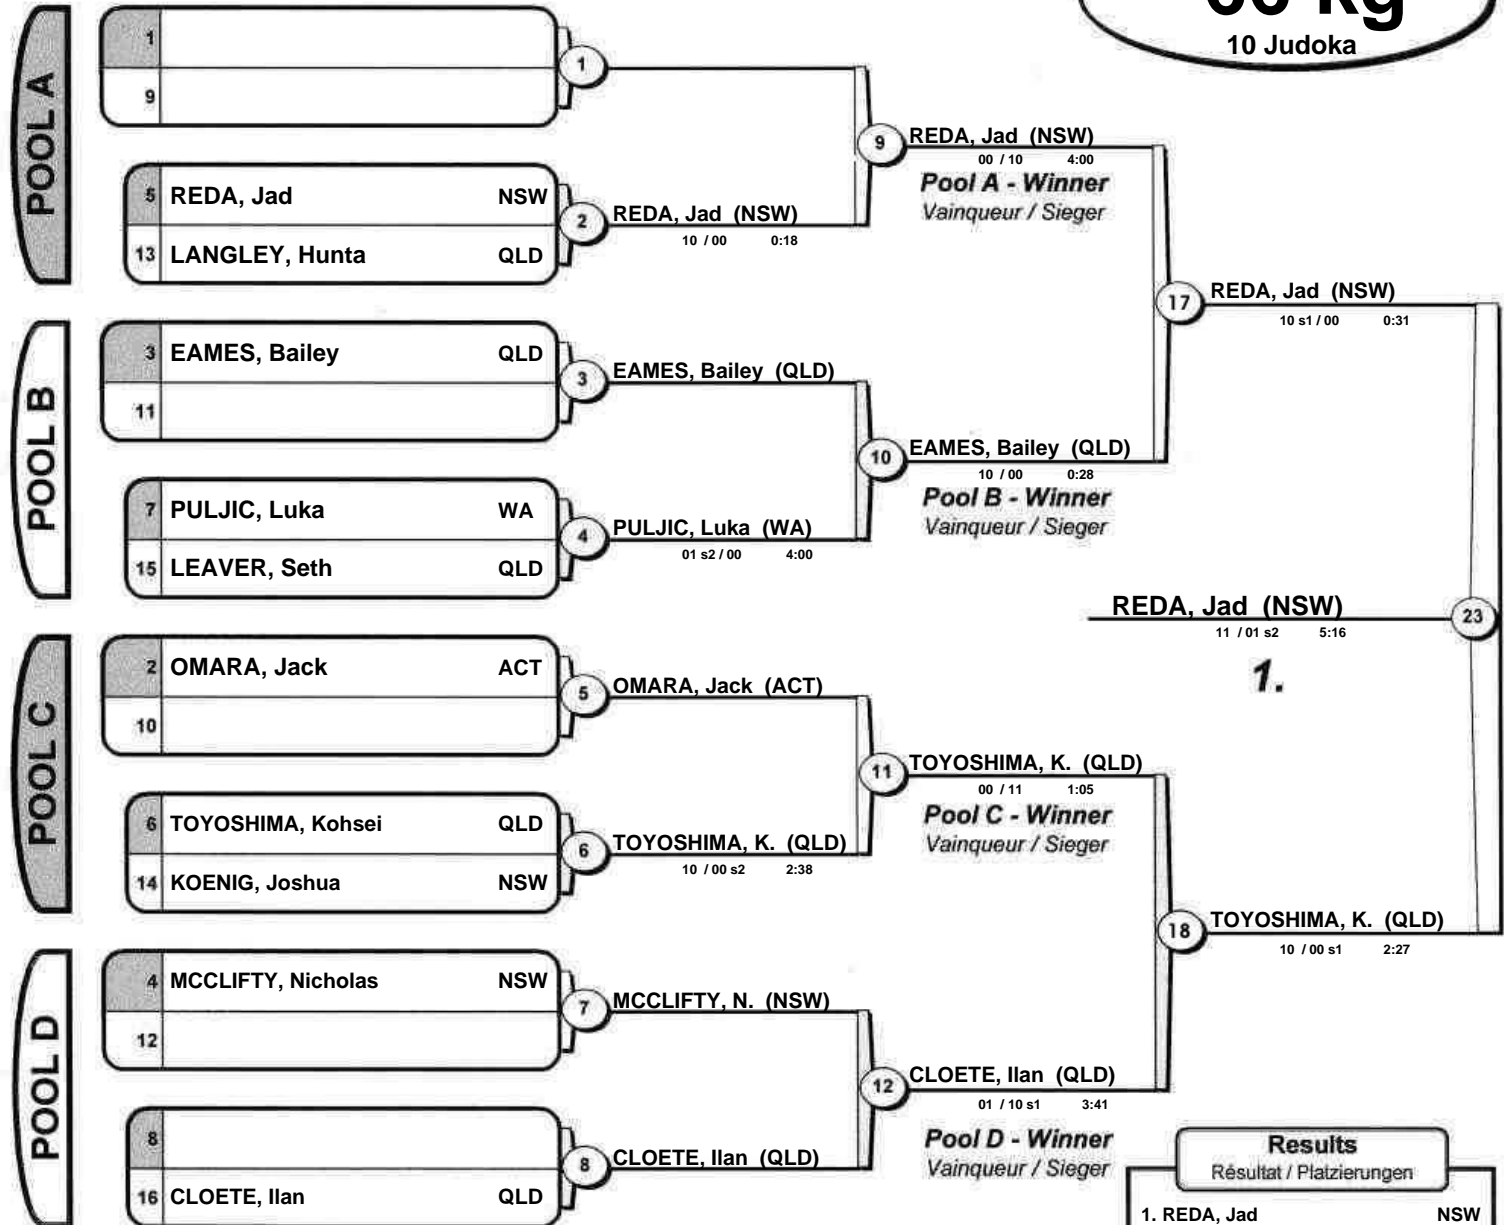 10 Judoka
POOL A
1
9
1
5 REDA, Jad NSW
13 LANGLEY, Hunta QLD
2
REDA, Jad (NSW)
10 / 00 0:18
9
REDA, Jad (NSW)
00 / 10 4:00
Pool A - Winner
Vainqueur / Sieger
POOL B
3 EAMES, Bailey QLD
11
3
EAMES, Bailey (QLD)
7 PULJIC, Luka WA
15 LEAVER, Seth QLD
4
PULJIC, Luka (WA)
01 s2 / 00 4:00
10
EAMES, Bailey (QLD)
10 / 00 0:28
Pool B - Winner
Vainqueur / Sieger
17
REDA, Jad (NSW)
10 s1 / 00 0:31
REDA, Jad (NSW)
11 / 01 s2 5:16
1.
23
POOL C
2 OMARA, Jack ACT
10
5
OMARA, Jack (ACT)
6 TOYOSHIMA, Kohsei QLD
14 KOENIG, Joshua NSW
6
TOYOSHIMA, K. (QLD)
10 / 00 s2 2:38
11
TOYOSHIMA, K. (QLD)
00 / 11 1:05
Pool C - Winner
Vainqueur / Sieger
18
TOYOSHIMA, K. (QLD)
10 / 00 s1 2:27
POOL D
4 MCCLIFTY, Nicholas NSW
12
7
MCCLIFTY, N. (NSW)
8
16 CLOETE, Ilan QLD
8
CLOETE, Ilan (QLD)
12
CLOETE, Ilan (QLD)
01 / 10 s1 3:41
Pool D - Winner
Vainqueur / Sieger
Results
Résultat / Platzierungen
1. REDA, Jad NSW